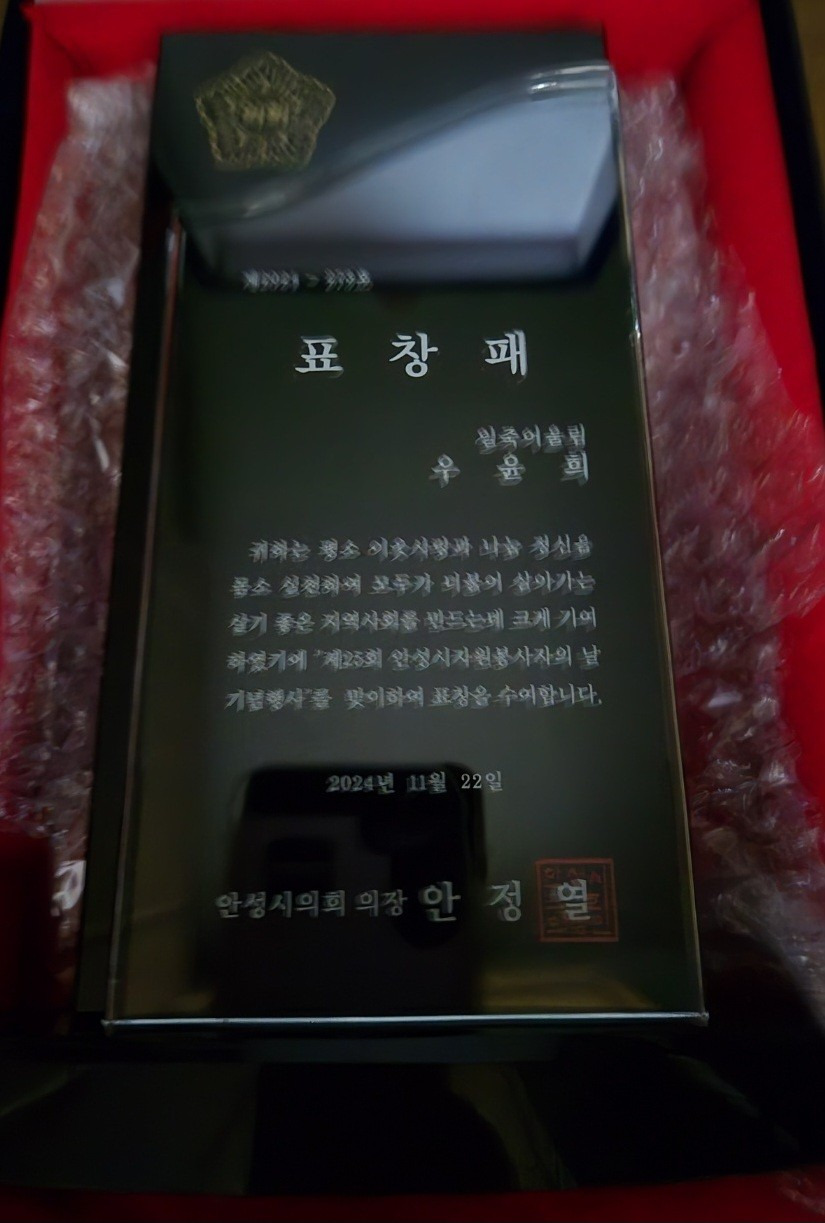 표 창 패
일죽어울림
우 윤 희
귀하는 평소 이웃사랑과 나눔 정신을
몸소 실천하여 모두가 더불어 살아가는
살기 좋은 지역사회를 만드는데 크게 기여
하였기에 "제25회 안성시자원봉사자의 날
기념행사"를 맞이하여 표창을 수여합니다.
2024년 11월 22일
안성시의회 의장 안 정 열